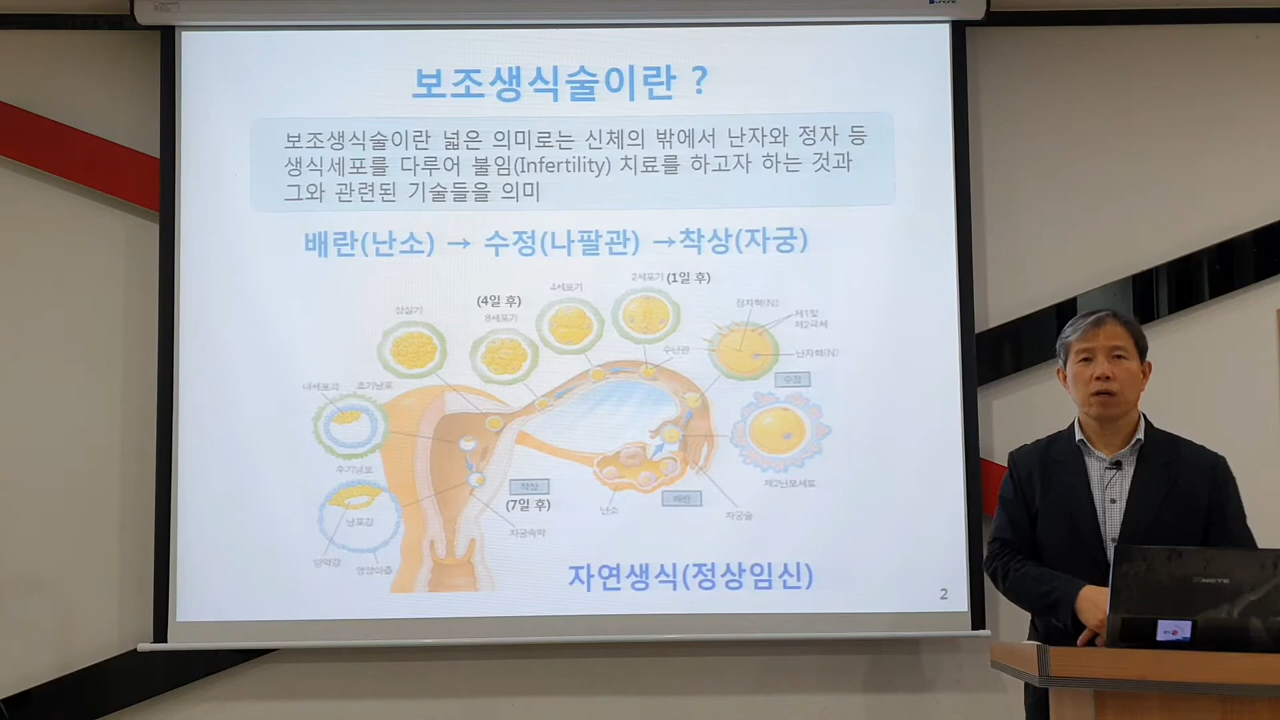 보조생식술이란 ?
보조생식술이란 넓은 의미로는 신체의 밖에서 난자와 정자 등
생식세포를 다루어 불임(Infertility) 치료를 하고자 하는 것과
그와 관련된 기술들을 의미
배란(난소) → 수정(나팔관) →착상(자궁)
2세포기 (1일 후)
4세포기
(4일 후)
8세포기
상실기
정자핵(N)
제1및
제2극체
수난관
난자핵(N)
수정
내세포괴 초기낭포
후기낭포
제2난모세포
착상
(7일 후)
배란
난소
자궁술
낭포강
자궁속막
영양아층
자연생식(정상임신)
2